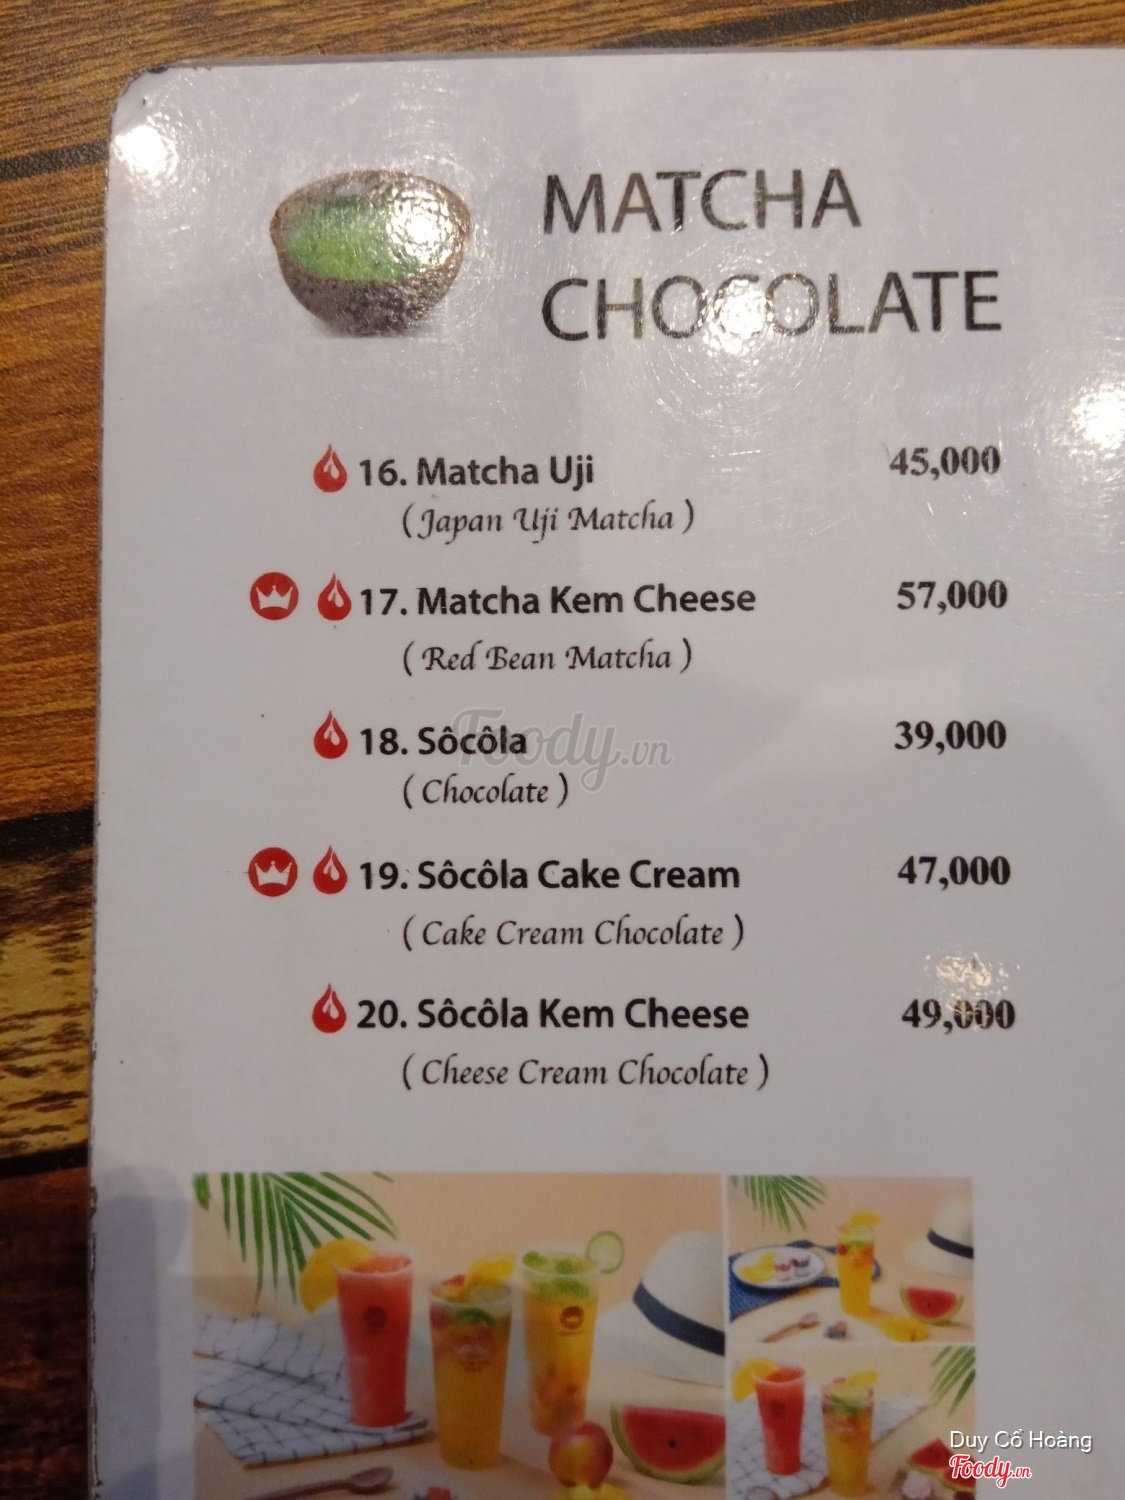 MATCHA
CHOCOLATE
16. Matcha Uji 45,000
( Japan Uji Matcha )
17. Matcha Kem Cheese 57,000
( Red Bean Matcha )
18. Sôcôla 39,000
( Chocolate )
Foody.vn
19. Sôcôla Cake Cream 47,000
( Cake Cream Chocolate )
20. Sôcôla Kem Cheese 49,000
( Cheese Cream Chocolate )
Duy Cổ Hoàng
Foody.vn